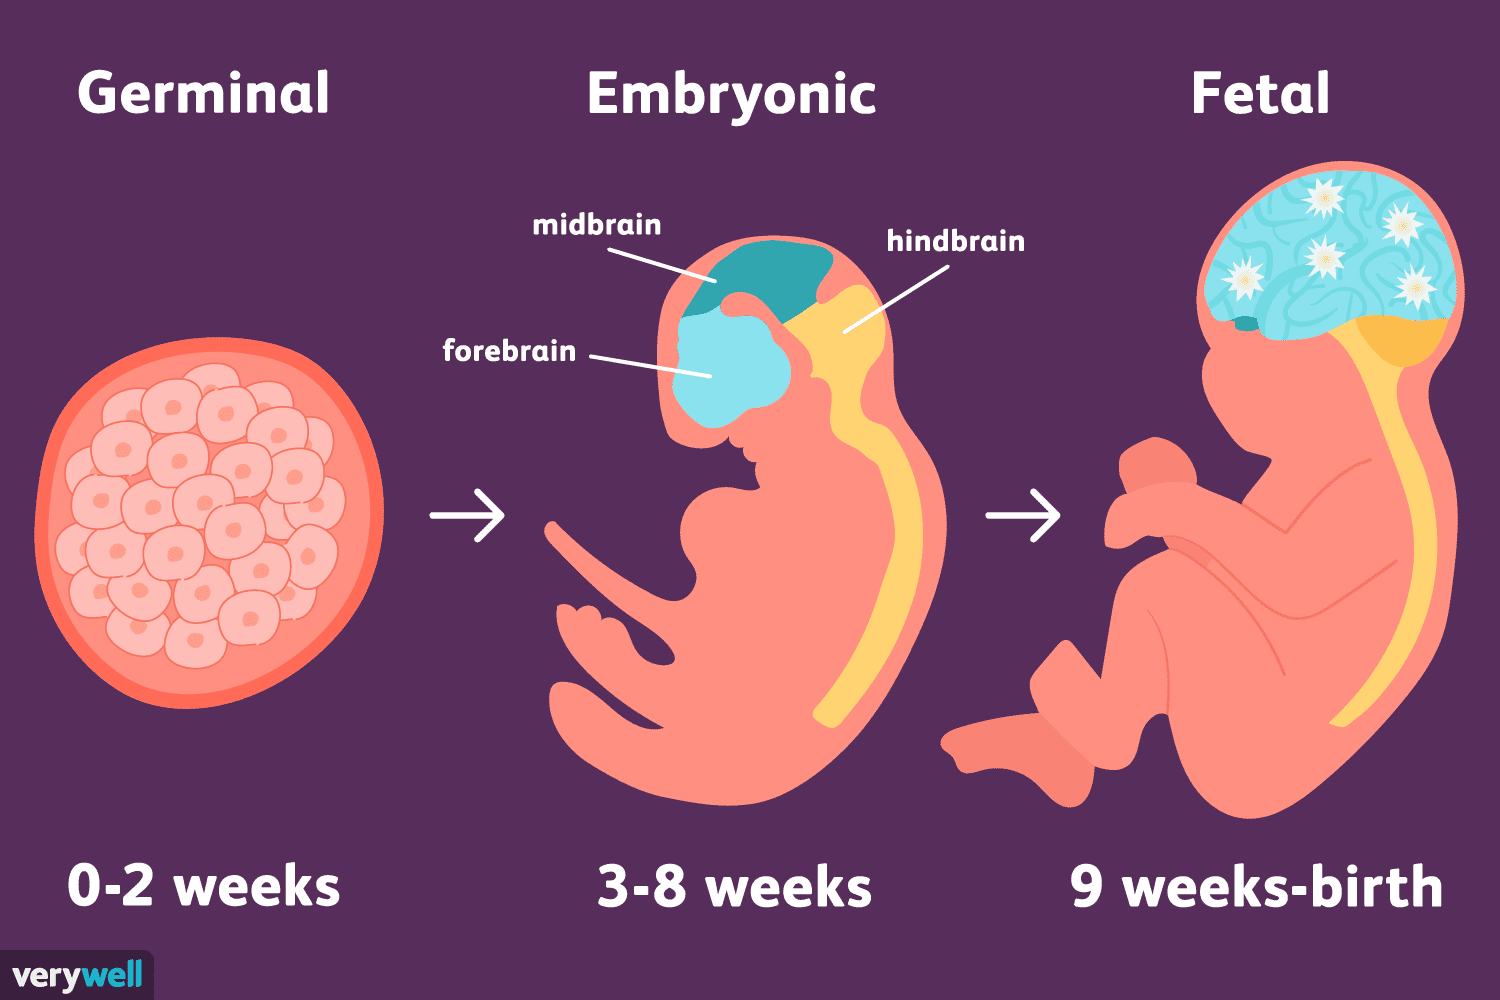 Germinal
Embryonic
Fetal
midbrain
hindbrain
forebrain
0-2 weeks
3-8 weeks
9 weeks-birth
verywell